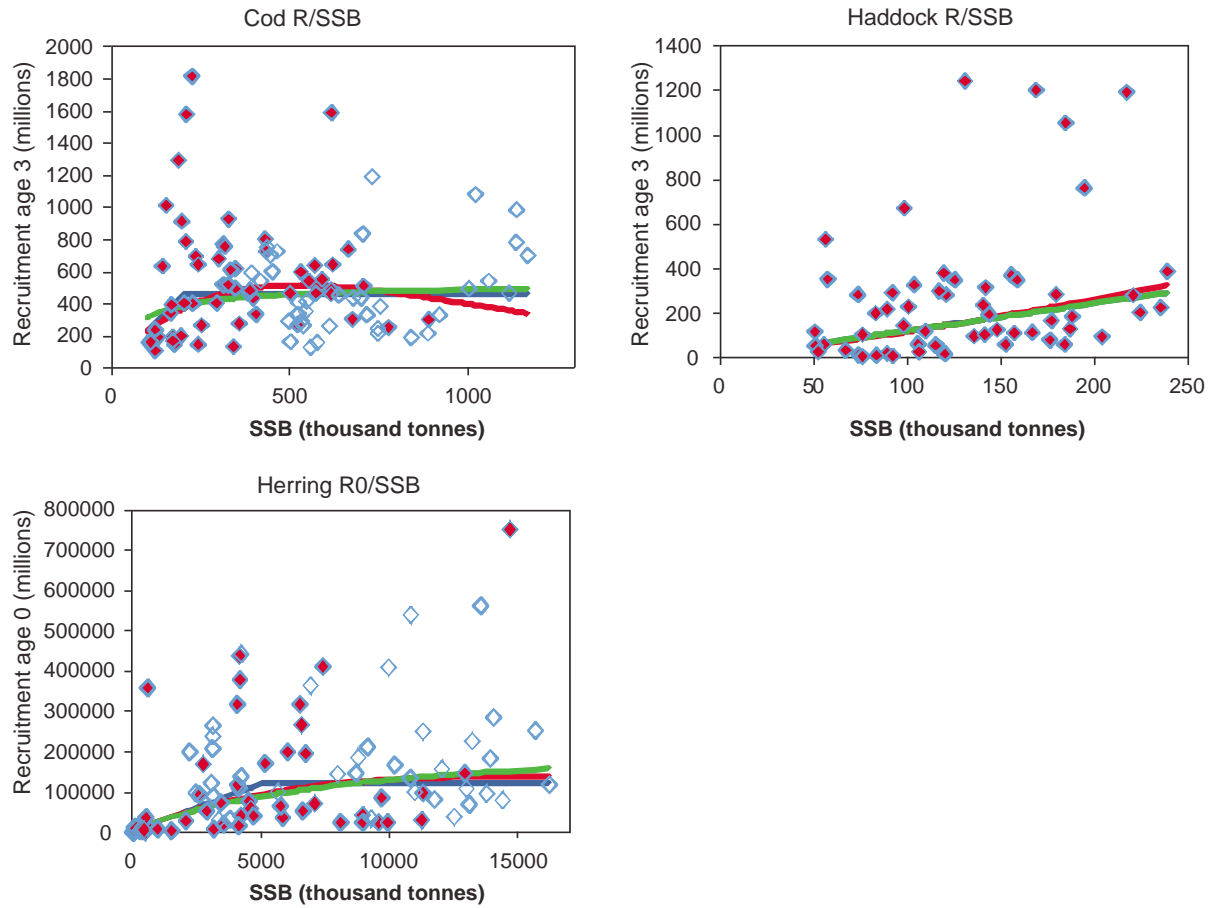 Cod R/SSB
Recruitment age 3 (millions)
2000
1800
1600
1400
1200
1000
800
600
400
200
0
0 500 1000
SSB (thousand tonnes)
Haddock R/SSB
Recruitment age 3 (millions)
1400
1200
1000
800
600
400
200
0
0 50 100 150 200 250
SSB (thousand tonnes)
Herring R0/SSB
Recruitment age 0 (millions)
800000
700000
600000
500000
400000
300000
200000
100000
0
0 5000 10000 15000
SSB (thousand tonnes)